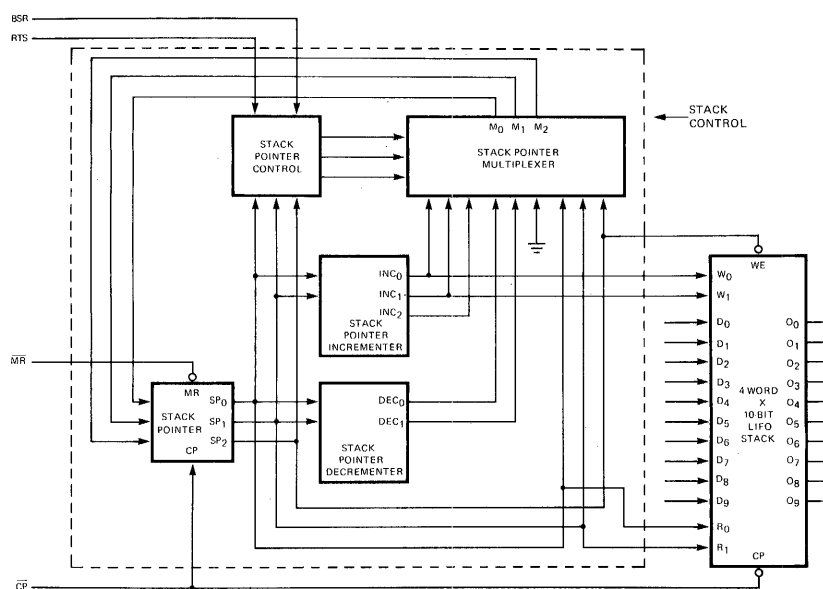 BSR
RTS
STACK
CONTROL
M0 M1 M2
STACK
POINTER
CONTROL
STACK POINTER
MULTIPLEXER
INC0
INC1
INC2
STACK
POINTER
INCREMENTER
WE
W0
W1
D0
D1
D2
D3
D4
D5
D6
D7
D8
D9
R0
R1
CP
4 WORD
X
10 BIT
LIFO
STACK
O0
O1
O2
O3
O4
O5
O6
O7
O8
O9
MR
MR
STACK
POINTER
CP
SP0
SP1
SP2
DEC0
DEC1
STACK
POINTER
DECREMENTER
CP